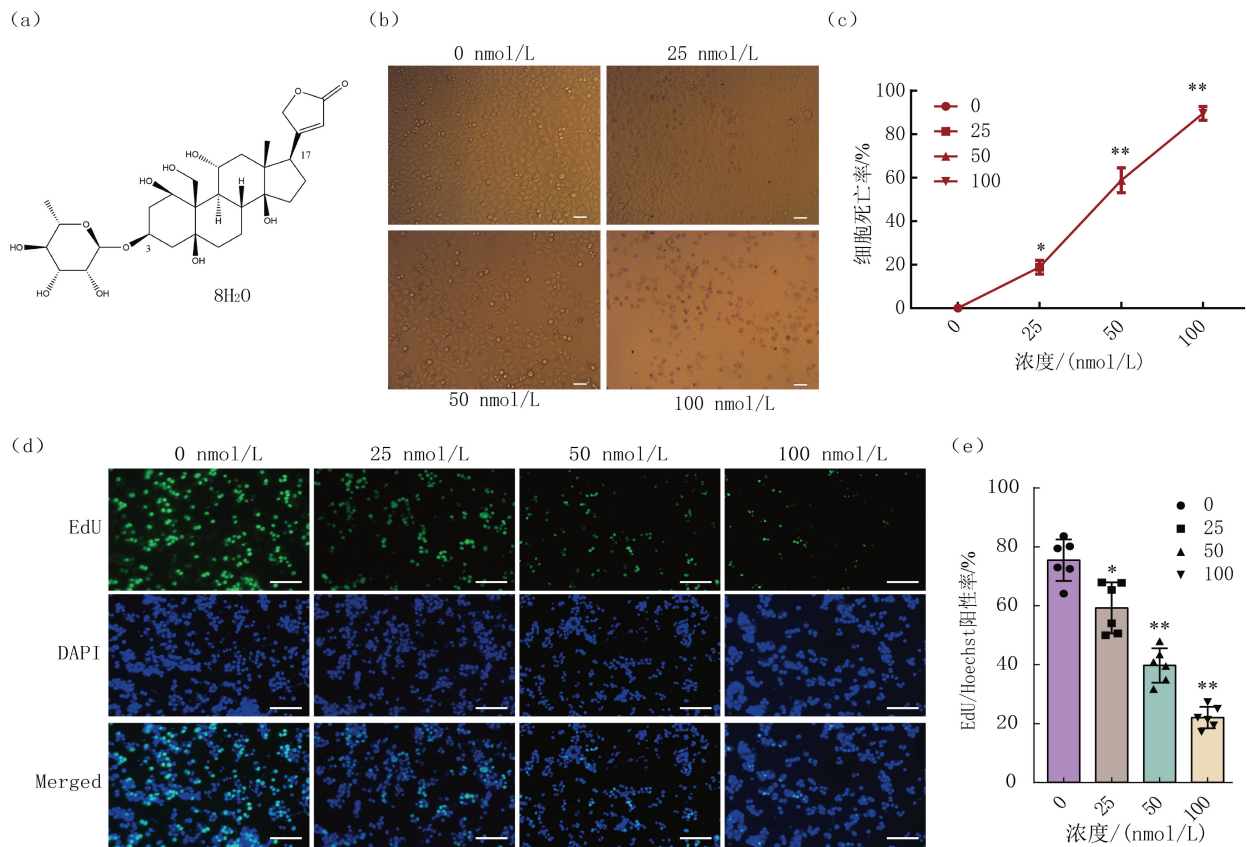 (a)
O
O
HO
17
HO
HO
H
H
OH
O
HO
O
3
OH
OH
OH
8H₂O
(b)
0 nmol/L
25 nmol/L
50 nmol/L
100 nmol/L
(c)
细胞死亡率/%
100
80
60
40
20
0
0
25
50
100
*
**
**
0
25
50
100
浓度/(nmol/L)
(d)
0 nmol/L
25 nmol/L
50 nmol/L
100 nmol/L
EdU
DAPI
Merged
(e)
EdU/Hoechst阳性率/%
100
80
60
40
20
0
0
25
50
100
*
**
**
0
25
50
100
浓度/(nmol/L)